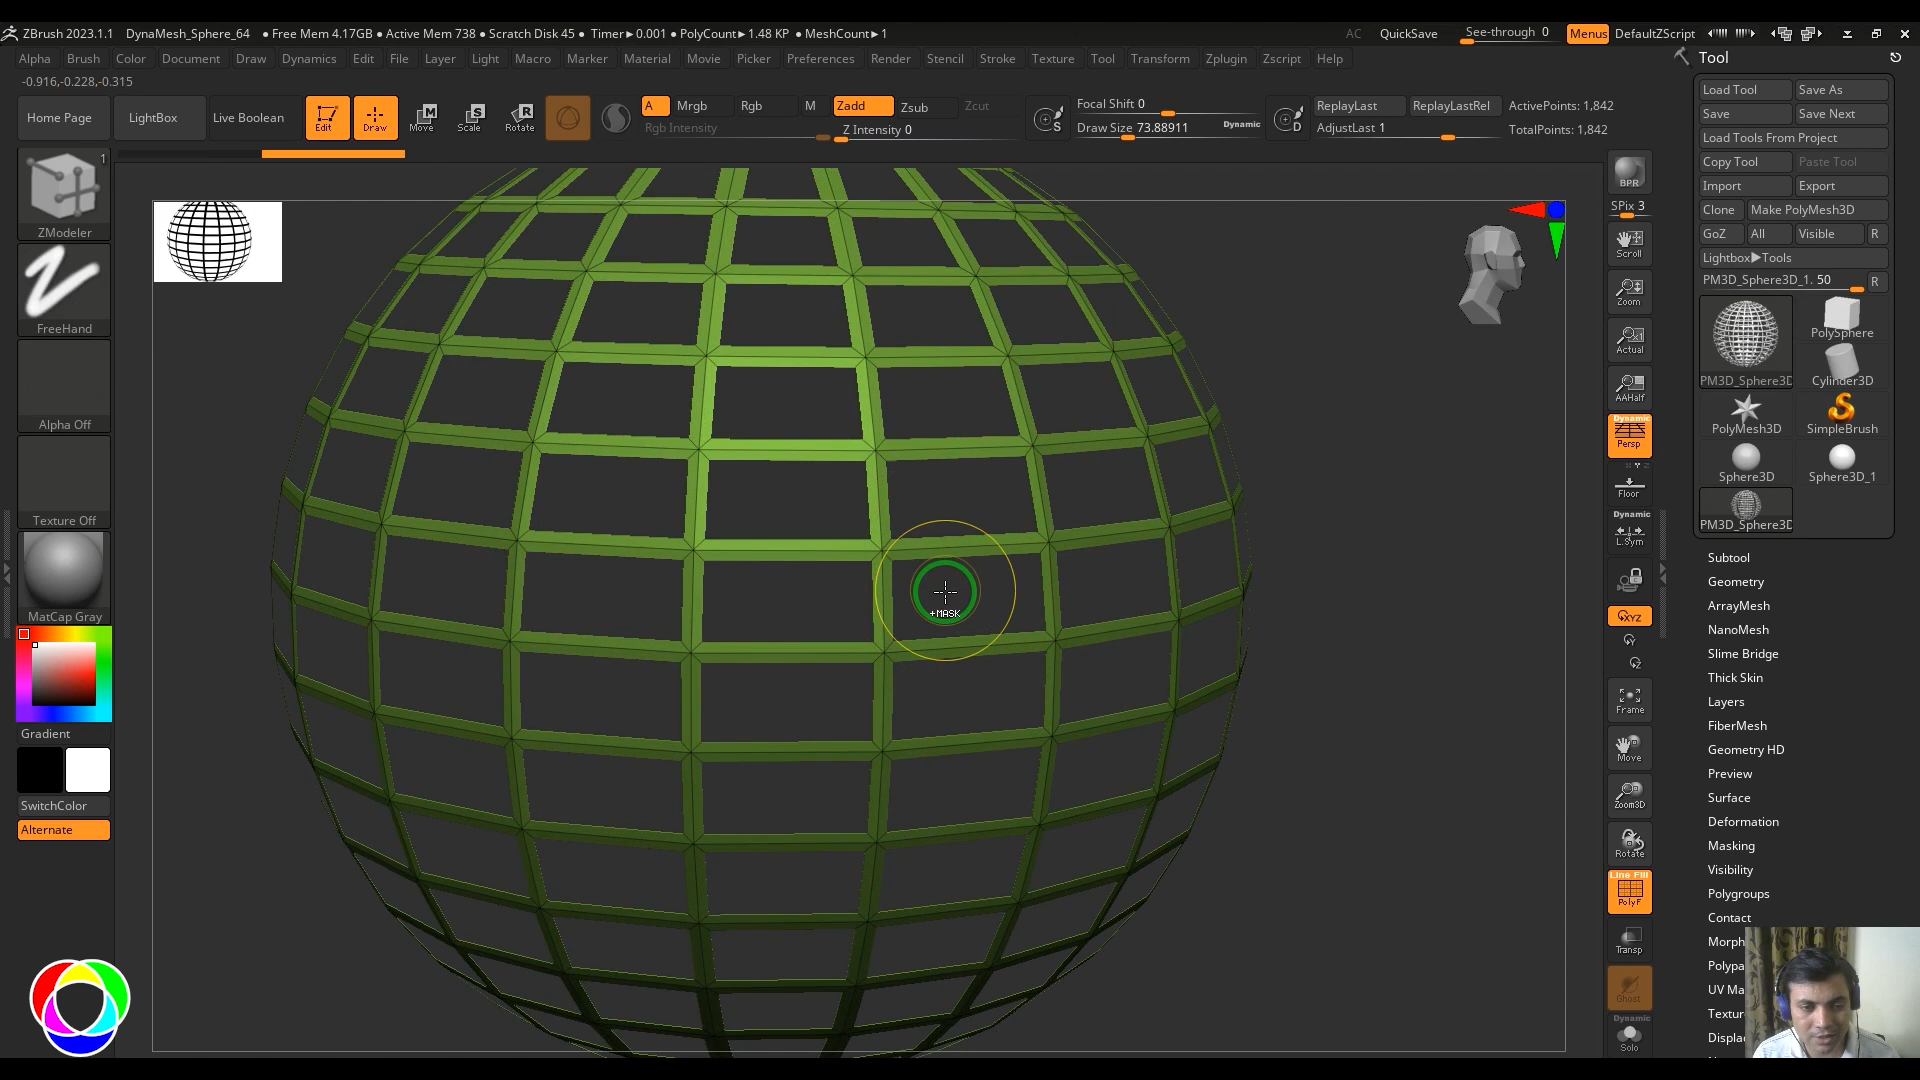 ZBrush 2023.1.1 DynaMesh_Sphere_64 ● Free Mem 4.17GB ● Active Mem 738 ● Scratch Disk 45 ● Timer►0.001 ● PolyCount►1.48 KP ● MeshCount►1 AC QuickSave See-through 0 Menus DefaultZScript
Alpha Brush Color Document Draw Dynamics Edit File Layer Light Macro Marker Material Movie Picker Preferences Render Stencil Stroke Texture Tool Transform Zplugin Zscript Help
-0.916,-0.228,-0.315
Home Page LightBox Live Boolean Edit Draw Move Scale Rotate
A Mrgb Rgb M Zadd Zsub Zcut
Rgb Intensity Z Intensity 0
S Focal Shift 0
Draw Size 73.88911 Dynamic
D ReplayLast ReplayLastRel
AdjustLast 1
ActivePoints: 1,842
TotalPoints: 1,842
1
ZModeler
FreeHand
Alpha Off
Texture Off
MatCap Gray
Gradient
SwitchColor
Alternate
+MASK
BPR
SPix 3
Scroll
Zoom
Actual
AAHalf
Dynamic
Persp
Floor
Dynamic
L.Sym
XYZ
Y
Z
Frame
Move
Zoom3D
Rotate
Line Fill
PolyF
Transp
Ghost
Dynamic
Solo
Tool
Load Tool Save As
Save Save Next
Load Tools From Project
Copy Tool Paste Tool
Import Export
Clone Make PolyMesh3D
GoZ All Visible R
Lightbox►Tools
PM3D_Sphere3D_1. 50 R
PM3D_Sphere3D PolySphere
Cylinder3D
PolyMesh3D SimpleBrush
Sphere3D Sphere3D_1
PM3D_Sphere3D
Subtool
Geometry
ArrayMesh
NanoMesh
Slime Bridge
Thick Skin
Layers
FiberMesh
Geometry HD
Preview
Surface
Deformation
Masking
Visibility
Polygroups
Contact
Morph
Polypa
UV Ma
Textur
Displac